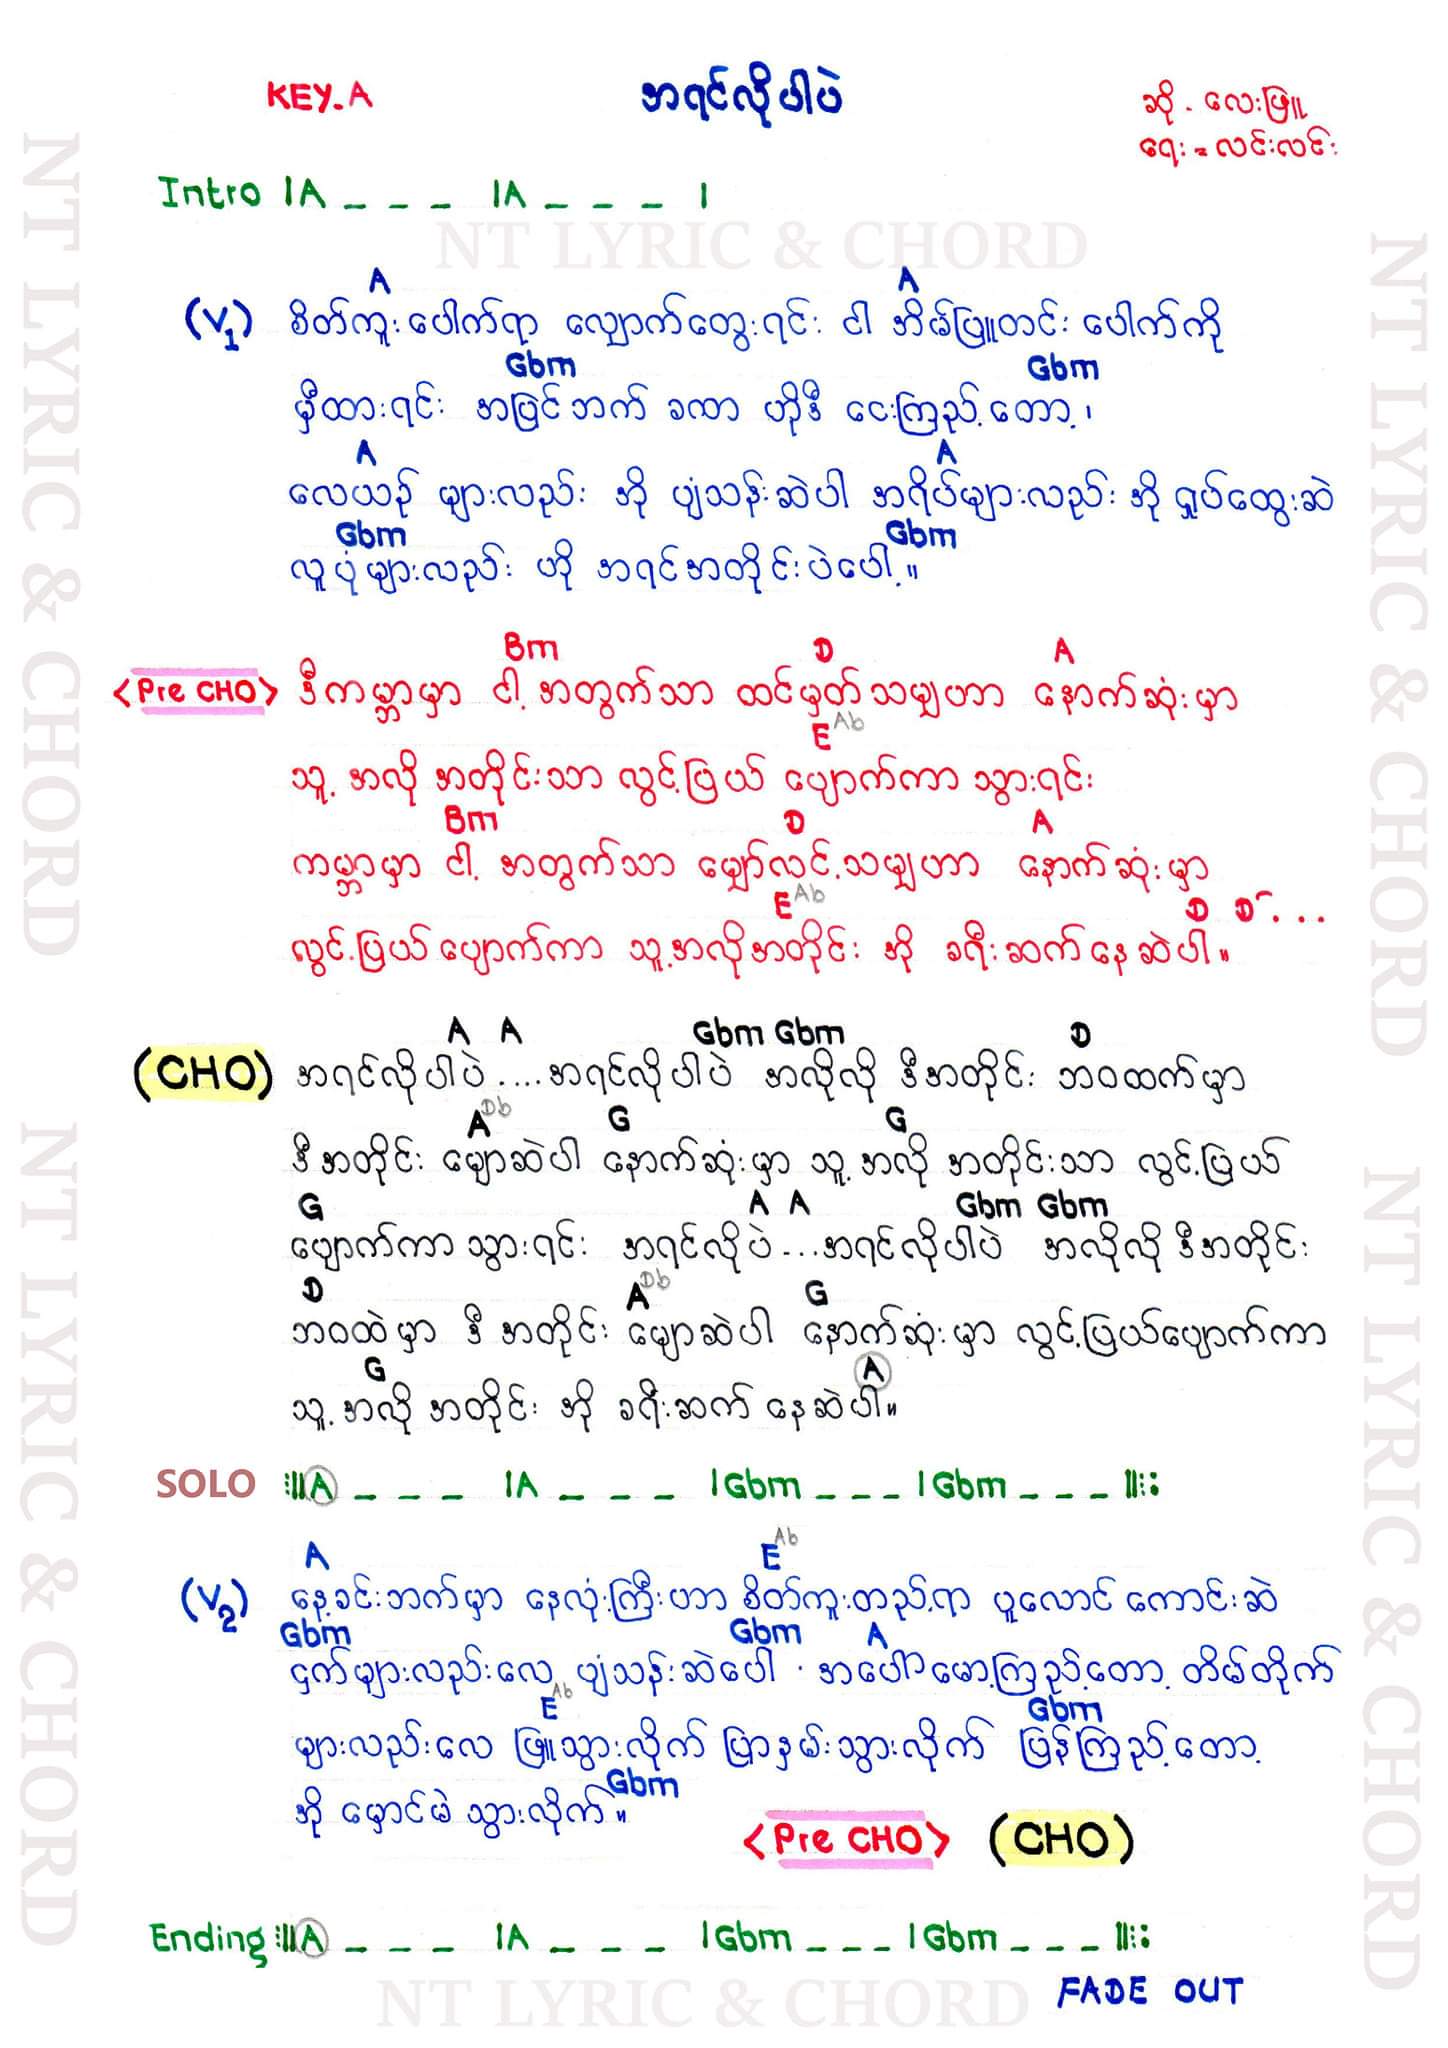 KEY. A
အရင်လိုပါပဲ
ဆို - လေးဖြူ
ရေး = လင်းလင်း
Intro |A _ _ _ |A _ _ _ |
NT LYRIC & CHORD
A A
(V1) စိတ်ကူးပေါက်ရာ လျှောက်တွေးရင်း ငါ အိမ်ဖြူတင်း ပေါက်ကို
Gbm Gbm
မှီထားရင်း အပြင်ဘက် ခဏာ ဟိုဒီ ငေးကြည့်တော့၊
A A
လေယဉ် များလည်း အို ပျံသန်းဆဲပါ အရိပ်များလည်း အို ရှုပ်ထွေးဆဲ
Gbm Gbm
လူပုံများလည်း ဟို အရင်အတိုင်းပဲပေါ့။
Bm D A
<Pre CHO> ဒီကမ္ဘာမှာ ငါ့ အတွက်သာ ထင်မှတ်သမျှဟာ နောက်ဆုံးမှာ
E Ab
သူ့ အလို အတိုင်းသာ လွင့်ပြယ် ပျောက်ကာ သွားရင်း
Bm D A
ကမ္ဘာမှာ ငါ့ အတွက်သာ မျှော်လင့်သမျှဟာ နောက်ဆုံးမှာ
E Ab D D ...
လွင့်ပြယ်ပျောက်ကာ သူ့အလိုအတိုင်း အို ခရီးဆက်နေဆဲပါ။
A A Gbm Gbm D
(CHO) အရင်လိုပါပဲ .... အရင်လိုပါပဲ အလိုလို ဒီအတိုင်း ဘဝထက်မှာ
A Db G G
ဒီအတိုင်း မျောဆဲပါ နောက်ဆုံးမှာ သူ့အလို အတိုင်းသာ လွင့်ပြယ်
G A A Gbm Gbm
ပျောက်ကာ သွားရင်း အရင်လိုပဲ ... အရင်လိုပါပဲ အလိုလို ဒီအတိုင်း
D A Db G
ဘဝထဲမှာ ဒီ အတိုင်း မျောဆဲပါ နောက်ဆုံးမှာ လွင့်ပြယ်ပျောက်ကာ
G A
သူ့အလို အတိုင်း အို ခရီးဆက် နေဆဲပါ။
SOLO :||A _ _ _ |A _ _ _ |Gbm _ _ _ |Gbm _ _ _ ||:
A E Ab
(V2) နေ့ခင်းဘက်မှာ နေလုံးကြီးဟာ စိတ်ကူးတည့်ရာ ပူလောင် ကောင်းဆဲ
Gbm Gbm A
ငှက်များလည်းလေ ပျံသန်းဆဲပေါ့ အပေါ်မော့ကြည့်တော့ တိမ်တိုက်
E Ab Gbm
များလည်းလေ ဖြူသွားလိုက် ပြာနှမ်းသွားလိုက် ပြန်ကြည့်တော့
Gbm
အို မှောင်မဲ သွားလိုက်။
<Pre CHO> (CHO)
Ending :||A _ _ _ |A _ _ _ |Gbm _ _ _ |Gbm _ _ _ ||:
FADE OUT
NT LYRIC & CHORD
NT LYRIC & CHORD
NT LYRIC & CHORD
NT LYRIC & CHORD
NT LYRIC & CHORD